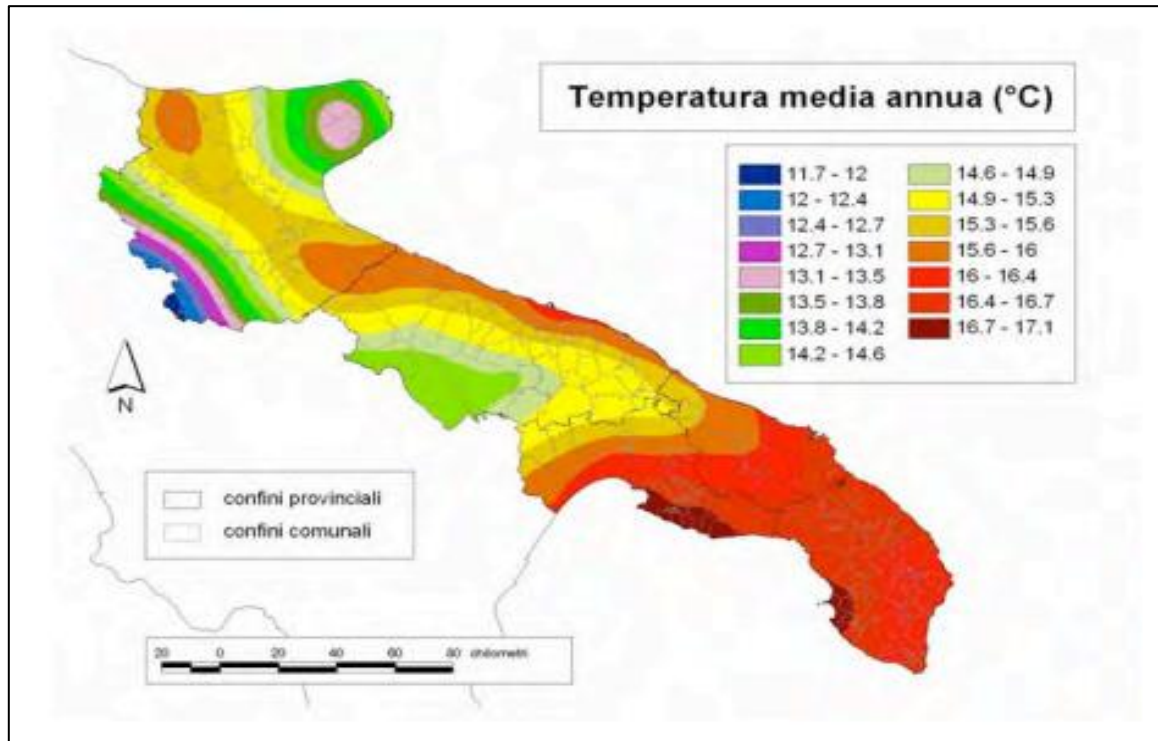 Temperatura media annua (°C)
11.7 - 12
12 - 12.4
12.4 - 12.7
12.7 - 13.1
13.1 - 13.5
13.5 - 13.8
13.8 - 14.2
14.2 - 14.6
14.6 - 14.9
14.9 - 15.3
15.3 - 15.6
15.6 - 16
16 - 16.4
16.4 - 16.7
16.7 - 17.1
N
confini provinciali
confini comunali
20 0 20 40 60 80 chilometri